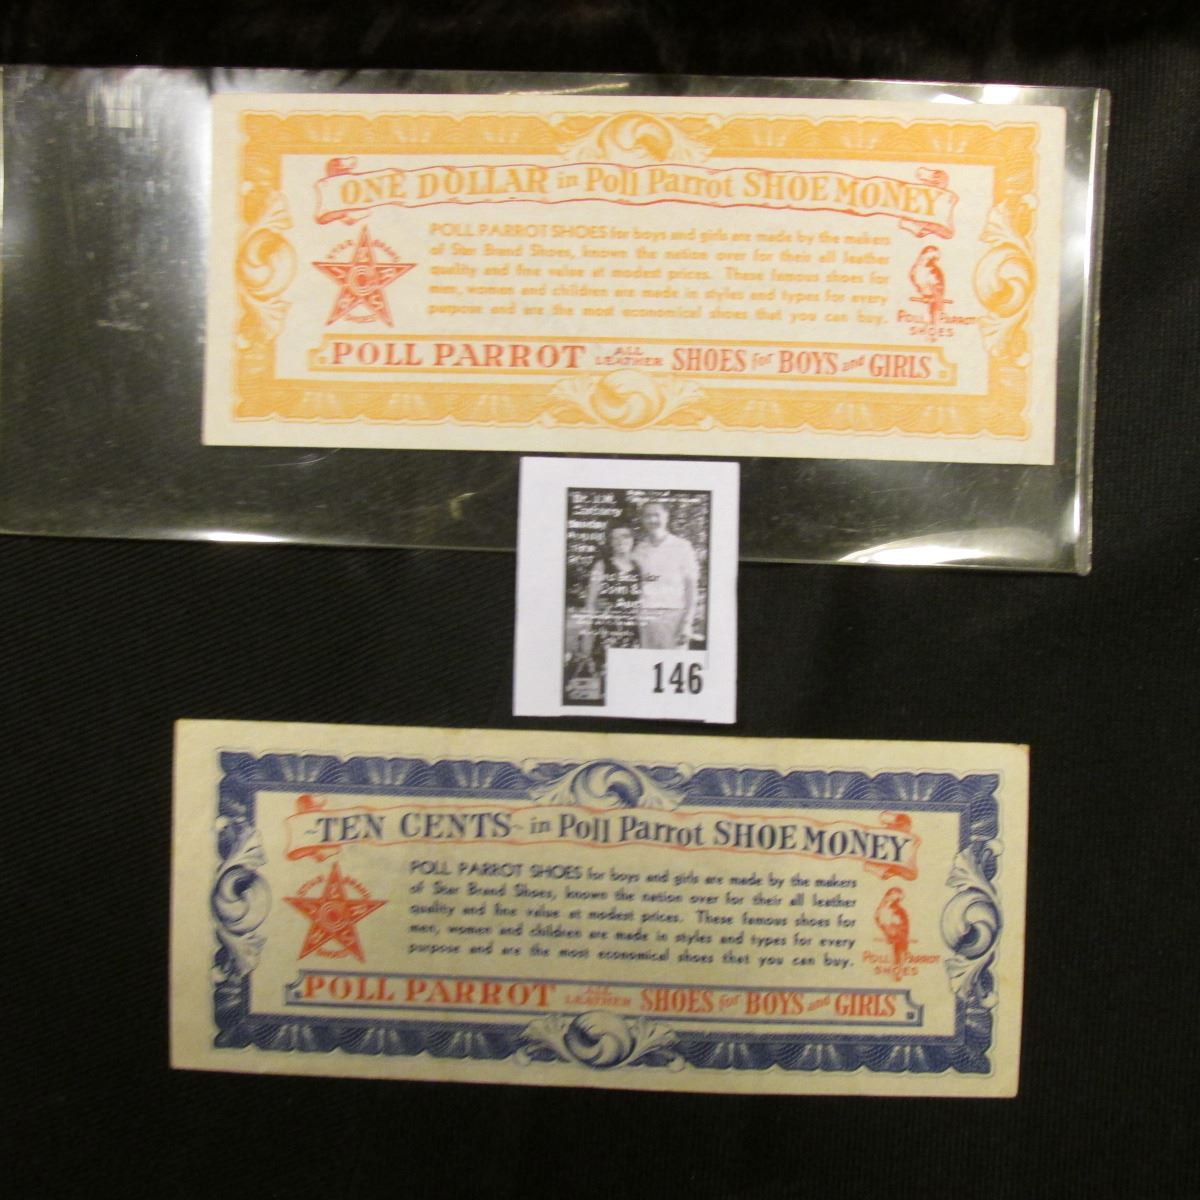 ONE DOLLAR in Poll Parrot SHOE MONEY
POLL PARROT SHOES for boys and girls are made by the makers
of Star Brand Shoes, known the nation over for their all leather
quality and fine value at modest prices. These famous shoes for
men, women and children are made in styles and types for every
purpose and are the most economical shoes that you can buy.
STAR BRAND
SHOES
POLL PARROT
SHOES
POLL PARROT ALL LEATHER SHOES for BOYS and GIRLS
146
~TEN CENTS~ in Poll Parrot SHOE MONEY
POLL PARROT SHOES for boys and girls are made by the makers
of Star Brand Shoes, known the nation over for their all leather
quality and fine value at modest prices. These famous shoes for
men, women and children are made in styles and types for every
purpose and are the most economical shoes that you can buy.
STAR BRAND
SHOES
POLL PARROT
SHOES
POLL PARROT ALL LEATHER SHOES for BOYS and GIRLS